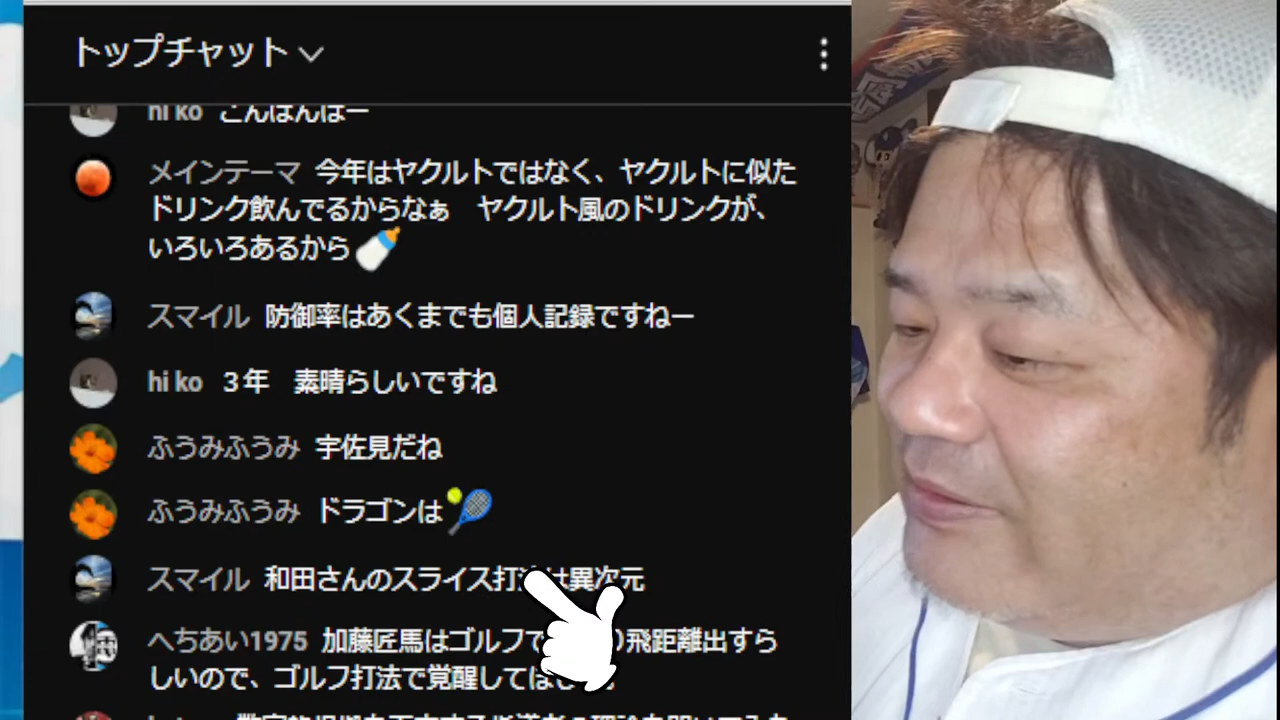 トップチャット
hi ko こんばんはー
メインテーマ 今年はヤクルトではなく、ヤクルトに似た
ドリンク飲んでるからなぁ ヤクルト風のドリンクが、
いろいろあるから
スマイル 防御率はあくまでも個人記録ですねー
hi ko 3年 素晴らしいですね
ふうみふうみ 宇佐見だね
ふうみふうみ ドラゴンは
スマイル 和田さんのスライス打法は異次元
へちあい1975 加藤匠馬はゴルフで 飛距離出すら
しいので、ゴルフ打法で覚醒してほ